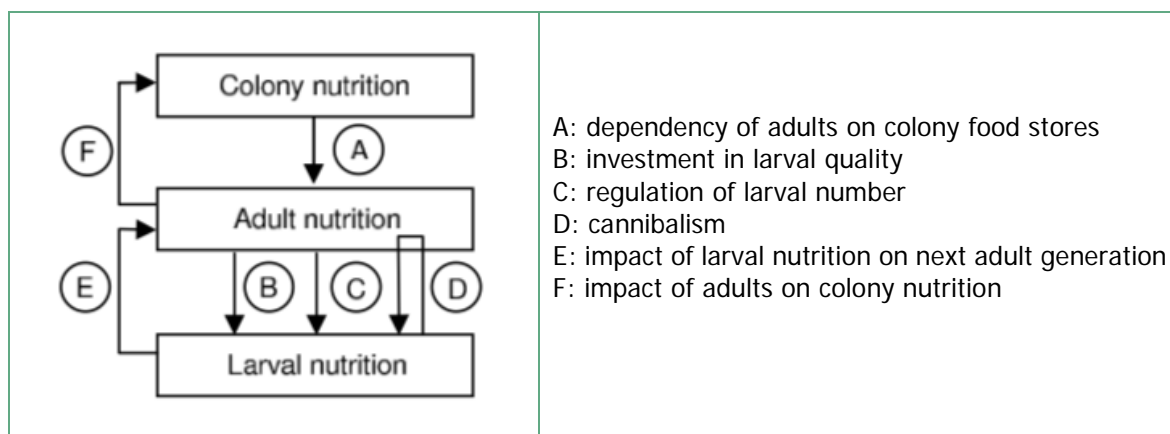 Colony nutrition
F
A
Adult nutrition
E
B
C
D
Larval nutrition
A: dependency of adults on colony food stores
B: investment in larval quality
C: regulation of larval number
D: cannibalism
E: impact of larval nutrition on next adult generation
F: impact of adults on colony nutrition